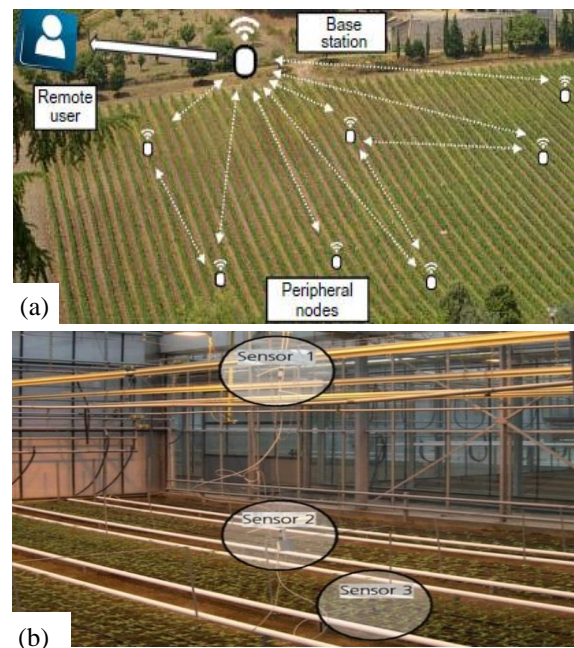 Base
station
Remote
user
Peripheral
nodes
(a)
Sensor 1
Sensor 2
Sensor 3
(b)